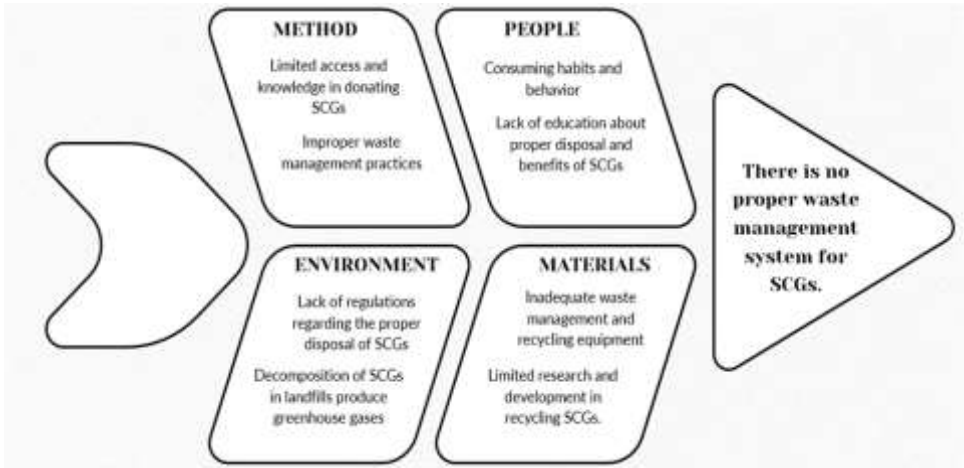 METHOD
Limited access and
knowledge in donating
SCGs
Improper waste
management practices
PEOPLE
Consuming habits and
behavior
Lack of education about
proper disposal and
benefits of SCGs
ENVIRONMENT
Lack of regulations
regarding the proper
disposal of SCGs
Decomposition of SCGs
in landfills produce
greenhouse gases
MATERIALS
Inadequate waste
management and
recycling equipment
Limited research and
development in
recycling SCGs.
There is no
proper waste
management
system for
SCGs.